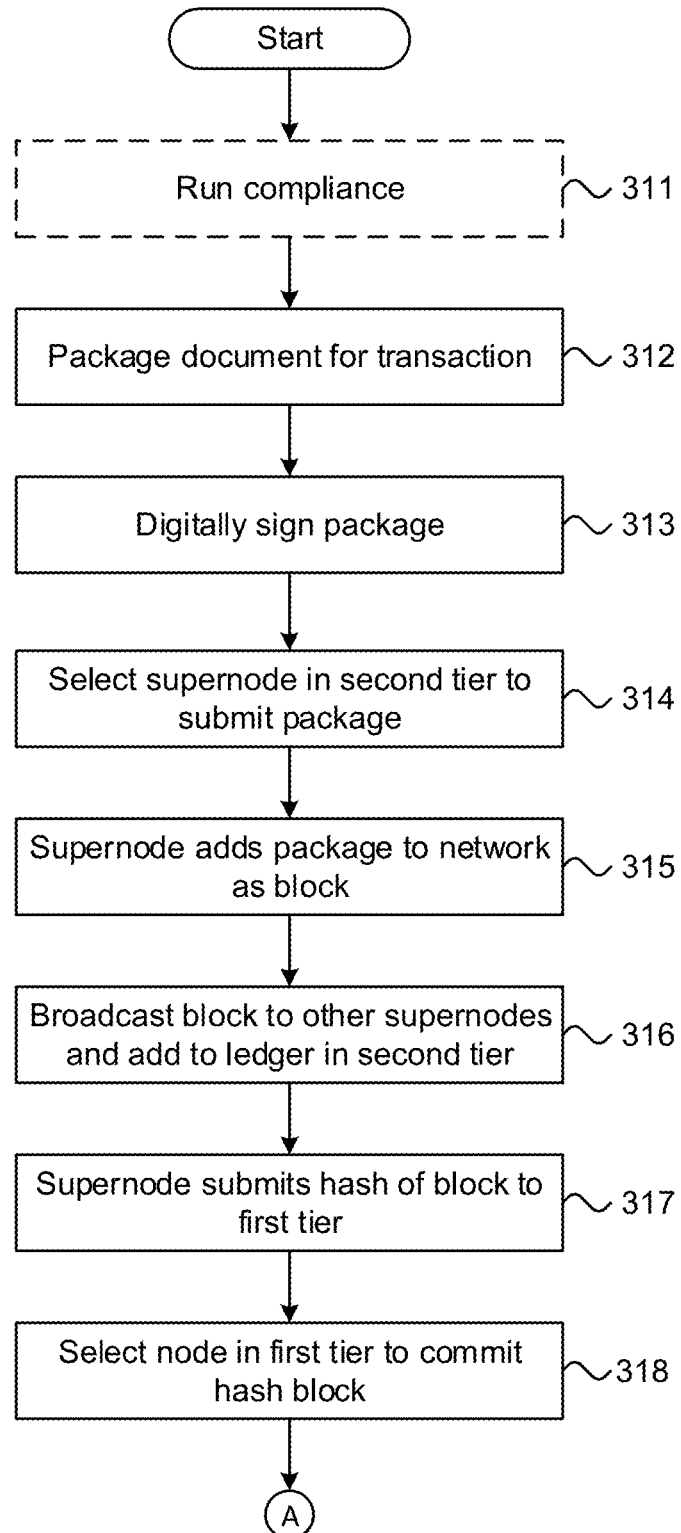 Start
Run compliance
311
Package document for transaction
312
Digitally sign package
313
Select supernode in second tier to
submit package
314
Supernode adds package to network
as block
315
Broadcast block to other supernodes
and add to ledger in second tier
316
Supernode submits hash of block to
first tier
317
Select node in first tier to commit
hash block
318
A